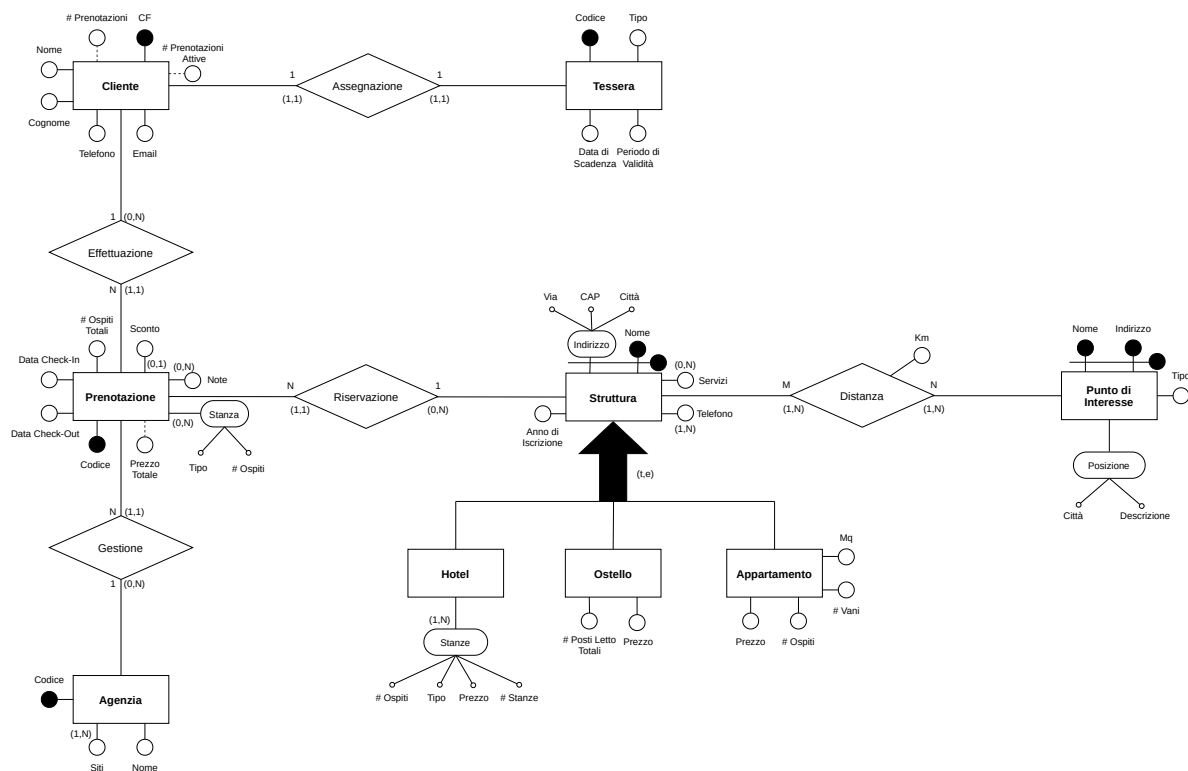 # Prenotazioni
CF
Nome
# Prenotazioni
Attive
Cliente
Cognome
Telefono
Email
1
(1,1)
Assegnazione
1
(1,1)
Codice
Tipo
Tessera
Data di
Scadenza
Periodo di
Validità
1
(0,N)
Effettuazione
N
(1,1)
# Ospiti
Totali
Sconto
(0,1)
(0,N)
Note
Data Check-In
Prenotazione
Data Check-Out
(0,N)
Stanza
Tipo
# Ospiti
Codice
Prezzo
Totale
N
(1,1)
Riservazione
1
(0,N)
Via
CAP
Città
Indirizzo
Nome
(0,N)
Servizi
Struttura
Telefono
(1,N)
Anno di
Iscrizione
(t,e)
M
(1,N)
Km
Distanza
N
(1,N)
Nome
Indirizzo
Tipo
Punto di
Interesse
Posizione
Città
Descrizione
N
(1,1)
Gestione
1
(0,N)
Hotel
(1,N)
Stanze
# Ospiti
Tipo
Prezzo
# Stanze
Ostello
# Posti Letto
Totali
Prezzo
Appartamento
Mq
# Vani
Prezzo
# Ospiti
Codice
Agenzia
(1,N)
Siti
Nome